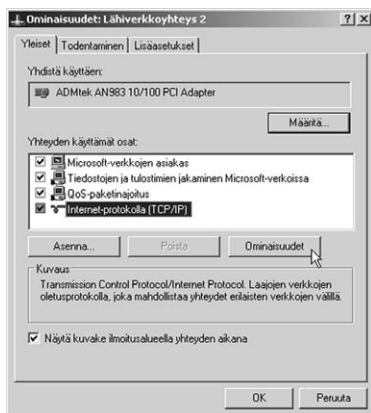 Ominaisuudet: Lähiverkkoyhteys 2
Yleiset Todentaminen Lisäasetukset
Yhdistä käyttäen:
ADMtek AN983 10/100 PCI Adapter
Määritä...
Yhteyden käyttämät osat:
Microsoft-verkkojen asiakas
Tiedostojen ja tulostimien jakaminen Microsoft-verkoissa
QoS-paketinajoitus
Internet-protokolla (TCP/IP)
Asenna... Poista Ominaisuudet
Kuvaus
Transmission Control Protocol/Internet Protocol. Laajojen verkkojen
oletusprotokolla, joka mahdollistaa yhteydet erilaisten verkkojen välillä.
Näytä kuvake ilmoitusalueella yhteyden aikana
OK Peruuta